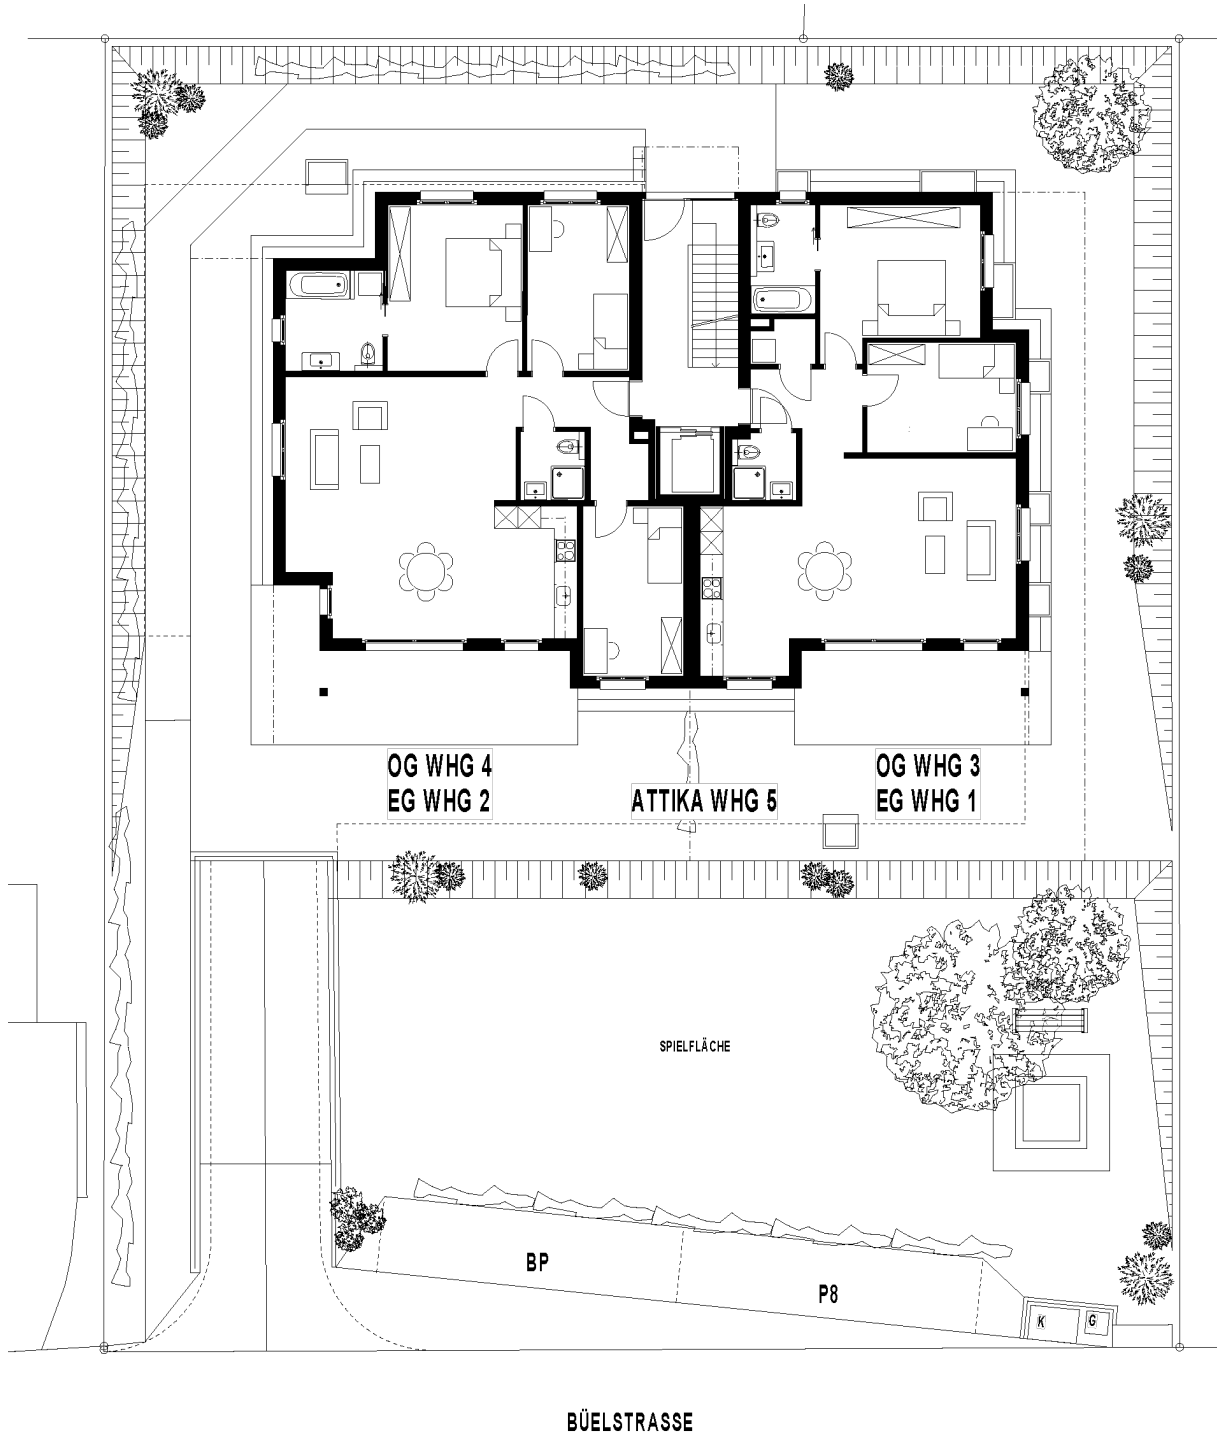 OG WHG 4
EG WHG 2
ATTIKA WHG 5
OG WHG 3
EG WHG 1
SPIELFLÄCHE
BP
P8
K
G
BÜELSTRASSE